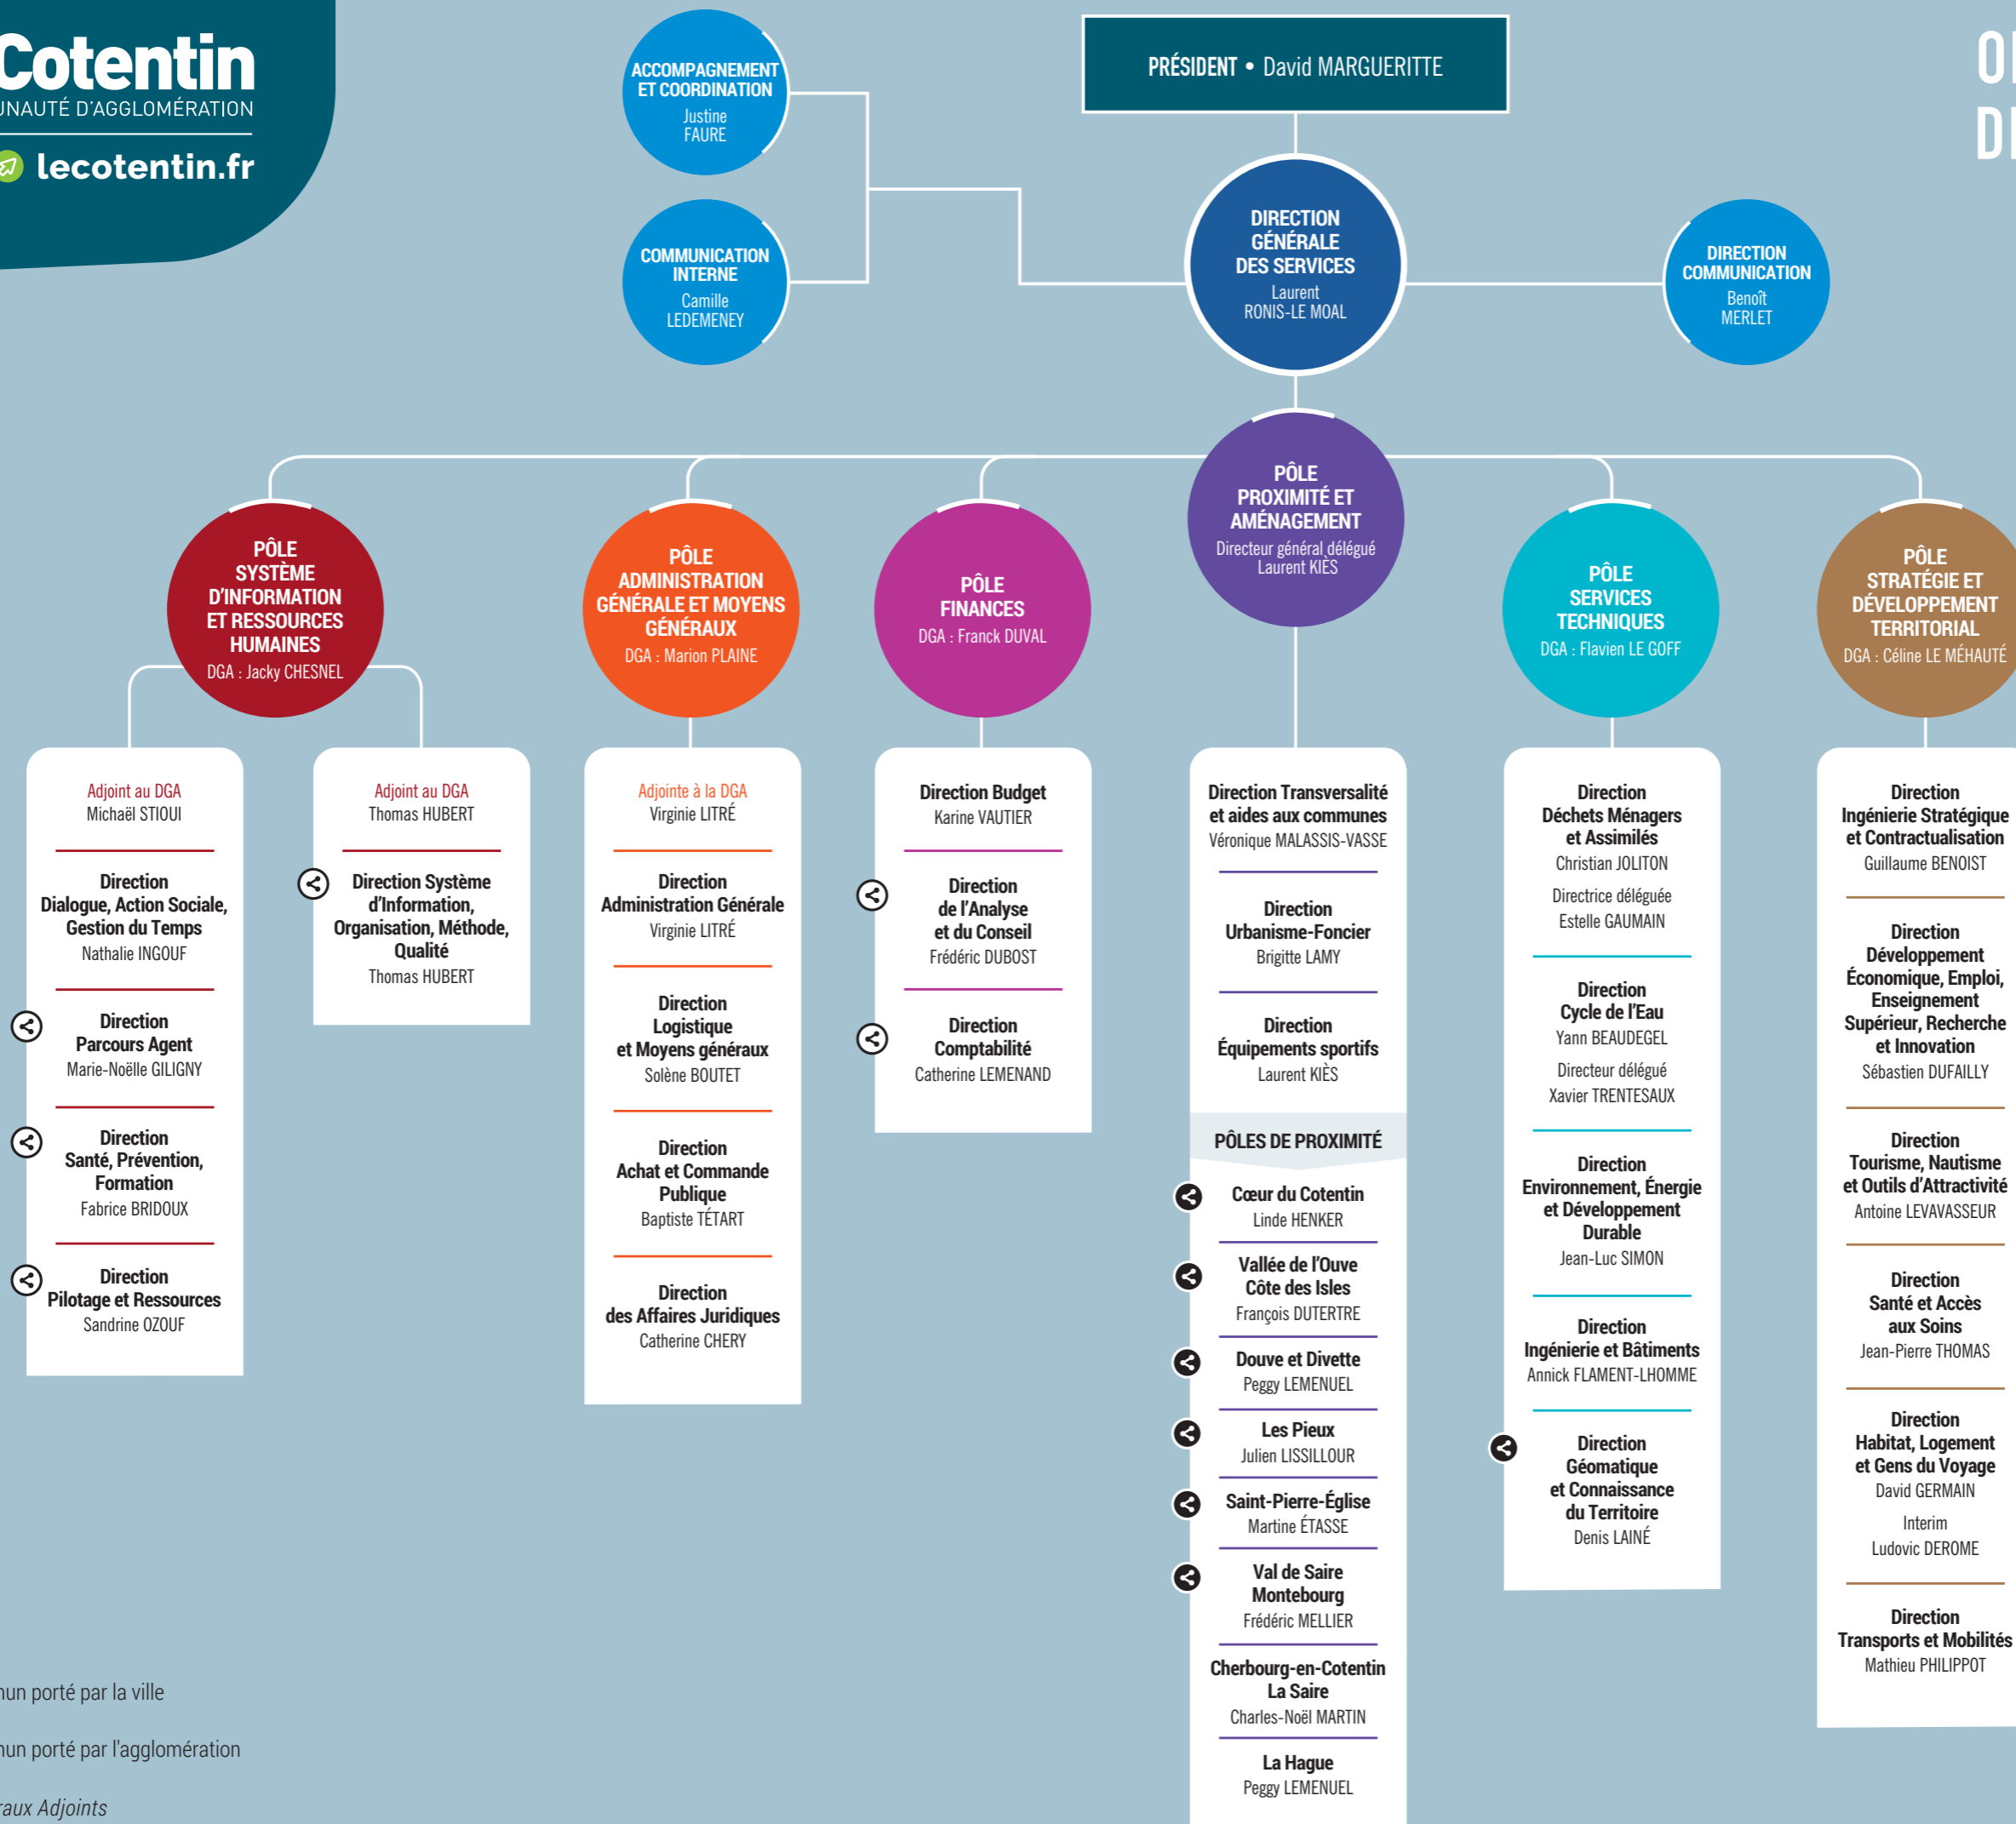 Cotentin
UNAUTÉ D'AGGLOMÉRATION
lecotentin.fr
ACCOMPAGNEMENT
ET COORDINATION
Justine
FAURE
COMMUNICATION
INTERNE
Camille
LEDEMENEY
PRÉSIDENT • David MARGUERITTE
DIRECTION
GÉNÉRALE
DES SERVICES
Laurent
RONIS-LE MOAL
DIRECTION
COMMUNICATION
Benoît
MERLET
PÔLE
SYSTÈME
D'INFORMATION
ET RESSOURCES
HUMAINES
DGA : Jacky CHESNEL
PÔLE
ADMINISTRATION
GÉNÉRALE ET MOYENS
GÉNÉRAUX
DGA : Marion PLAINE
PÔLE
FINANCES
DGA : Franck DUVAL
PÔLE
PROXIMITÉ ET
AMÉNAGEMENT
Directeur général délégué
Laurent KIÈS
PÔLE
SERVICES
TECHNIQUES
DGA : Flavien LE GOFF
PÔLE
STRATÉGIE ET
DÉVELOPPEMENT
TERRITORIAL
DGA : Céline LE MÉHAUTÉ
Adjoint au DGA
Michaël STIOUI
Direction
Dialogue, Action Sociale,
Gestion du Temps
Nathalie INGOUF
Direction
Parcours Agent
Marie-Noëlle GILIGNY
Direction
Santé, Prévention,
Formation
Fabrice BRIDOUX
Direction
Pilotage et Ressources
Sandrine OZOUF
Adjoint au DGA
Thomas HUBERT
Direction Système
d'Information,
Organisation, Méthode,
Qualité
Thomas HUBERT
Adjointe à la DGA
Virginie LITRÉ
Direction
Administration Générale
Virginie LITRÉ
Direction
Logistique
et Moyens généraux
Solène BOUTET
Direction
Achat et Commande
Publique
Baptiste TÉTART
Direction
des Affaires Juridiques
Catherine CHERY
Direction Budget
Karine VAUTIER
Direction
de l'Analyse
et du Conseil
Frédéric DUBOST
Direction
Comptabilité
Catherine LEMENAND
Direction Transversalité
et aides aux communes
Véronique MALASSIS-VASSE
Direction
Urbanisme-Foncier
Brigitte LAMY
Direction
Équipements sportifs
Laurent KIÈS
PÔLES DE PROXIMITÉ
Cœur du Cotentin
Linde HENKER
Vallée de l'Ouve
Côte des Isles
François DUTERTRE
Douve et Divette
Peggy LEMENUEL
Les Pieux
Julien LISSILLOUR
Saint-Pierre-Église
Martine ÉTASSE
Val de Saire
Montebourg
Frédéric MELLIER
Cherbourg-en-Cotentin
La Saire
Charles-Noël MARTIN
La Hague
Peggy LEMENUEL
Direction
Déchets Ménagers
et Assimilés
Christian JOLITON
Directrice déléguée
Estelle GAUMAIN
Direction
Cycle de l'Eau
Yann BEAUDEGEL
Directeur délégué
Xavier TRENTESAUX
Direction
Environnement, Énergie
et Développement
Durable
Jean-Luc SIMON
Direction
Ingénierie et Bâtiments
Annick FLAMENT-LHOMME
Direction
Géomatique
et Connaissance
du Territoire
Denis LAINÉ
Direction
Ingénierie Stratégique
et Contractualisation
Guillaume BENOIST
Direction
Développement
Économique, Emploi,
Enseignement
Supérieur, Recherche
et Innovation
Sébastien DUFAILLY
Direction
Tourisme, Nautisme
et Outils d'Attractivité
Antoine LEVAVASSEUR
Direction
Santé et Accès
aux Soins
Jean-Pierre THOMAS
Direction
Habitat, Logement
et Gens du Voyage
David GERMAIN
Interim
Ludovic DEROME
Direction
Transports et Mobilités
Mathieu PHILIPPOT
nun porté par la ville
nun porté par l'agglomération
raux Adjoints